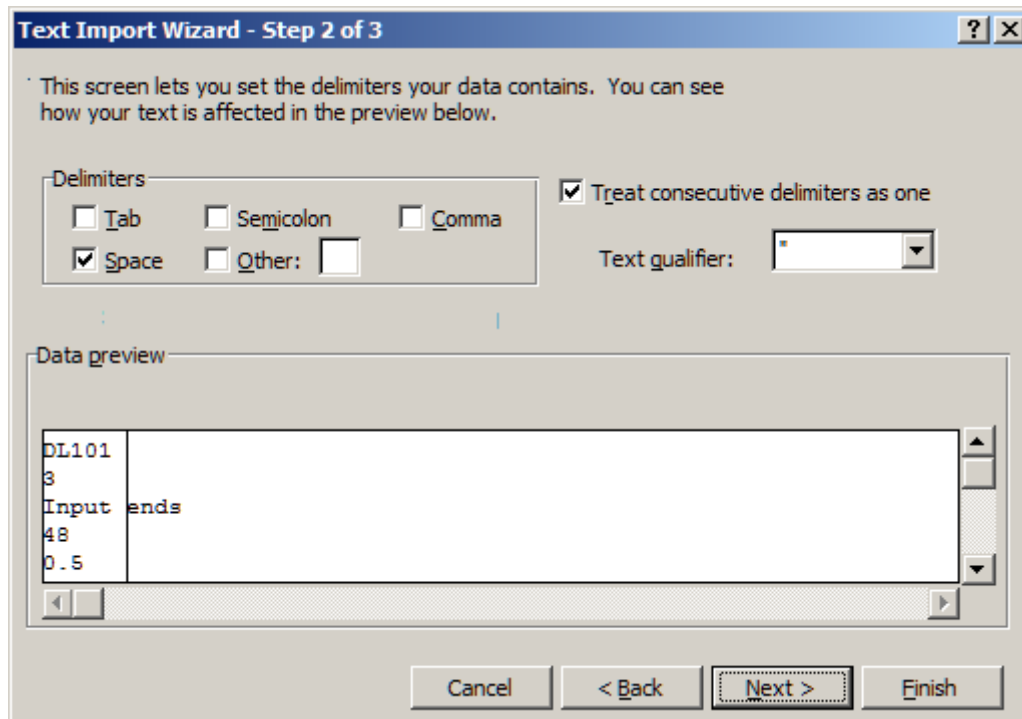 Text Import Wizard - Step 2 of 3
This screen lets you set the delimiters your data contains. You can see
how your text is affected in the preview below.
Delimiters
Tab
Semicolon
Comma
Space
Other:
Treat consecutive delimiters as one
Text qualifier:
"
Data preview
DL101
3
Input ends
48
0.5
Cancel
< Back
Next >
Finish